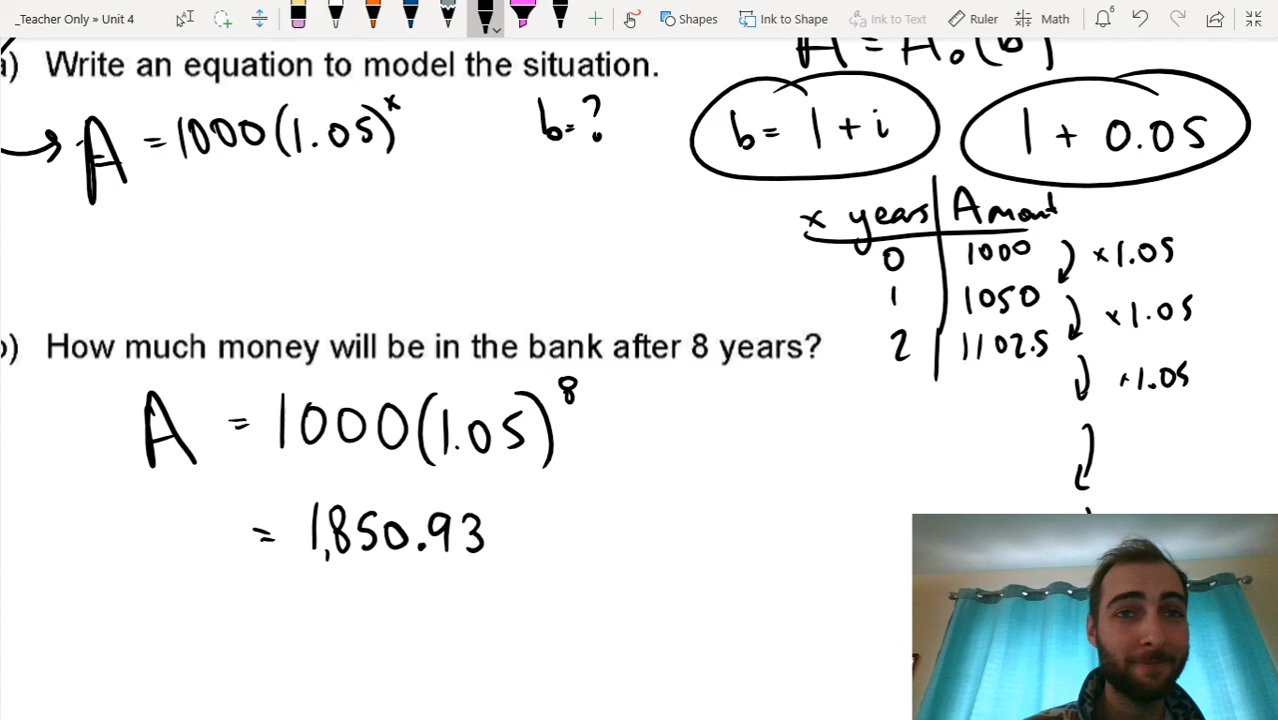 _Teacher Only » Unit 4 Shapes Ink to Shape Ink to Text Ruler Math 6
A = A₀(b)
a) Write an equation to model the situation.
A = 1000(1.05)ˣ
b = ?
b = 1 + i
1 + 0.05
x years Amount
0 1000 ×1.05
1 1050 ×1.05
2 1102.5 ×1.05
b) How much money will be in the bank after 8 years?
A = 1000(1.05)⁸
= 1,850.93